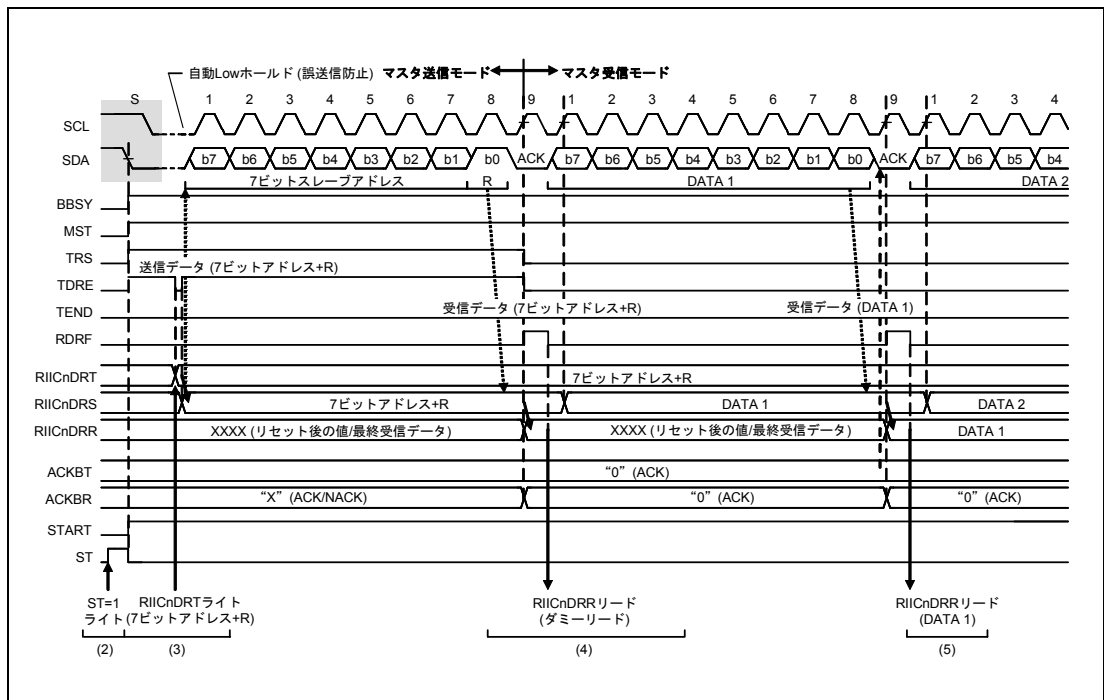 自動Lowホールド (誤送信防止) マスタ送信モード マスタ受信モード
S 1 2 3 4 5 6 7 8 9 1 2 3 4 5 6 7 8 9 1 2 3 4
SCL
SDA b7 b6 b5 b4 b3 b2 b1 b0 ACK b7 b6 b5 b4 b3 b2 b1 b0 ACK b7 b6 b5 b4
7ビットスレーブアドレス R DATA 1 DATA 2
BBSY
MST
TRS
送信データ (7ビットアドレス+R)
TDRE
TEND 受信データ (7ビットアドレス+R) 受信データ (DATA 1)
RDRF
RIICnDRT 7ビットアドレス+R
RIICnDRS 7ビットアドレス+R DATA 1 DATA 2
RIICnDRR XXXX (リセット後の値/最終受信データ) XXXX (リセット後の値/最終受信データ) DATA 1
ACKBT “0” (ACK)
ACKBR “X” (ACK/NACK) “0” (ACK) “0” (ACK)
START
ST
ST=1 RIICnDRTライト RIICnDRRリード RIICnDRRリード
ライト (7ビットアドレス+R) (ダミーリード) (DATA 1)
(2) (3) (4) (5)